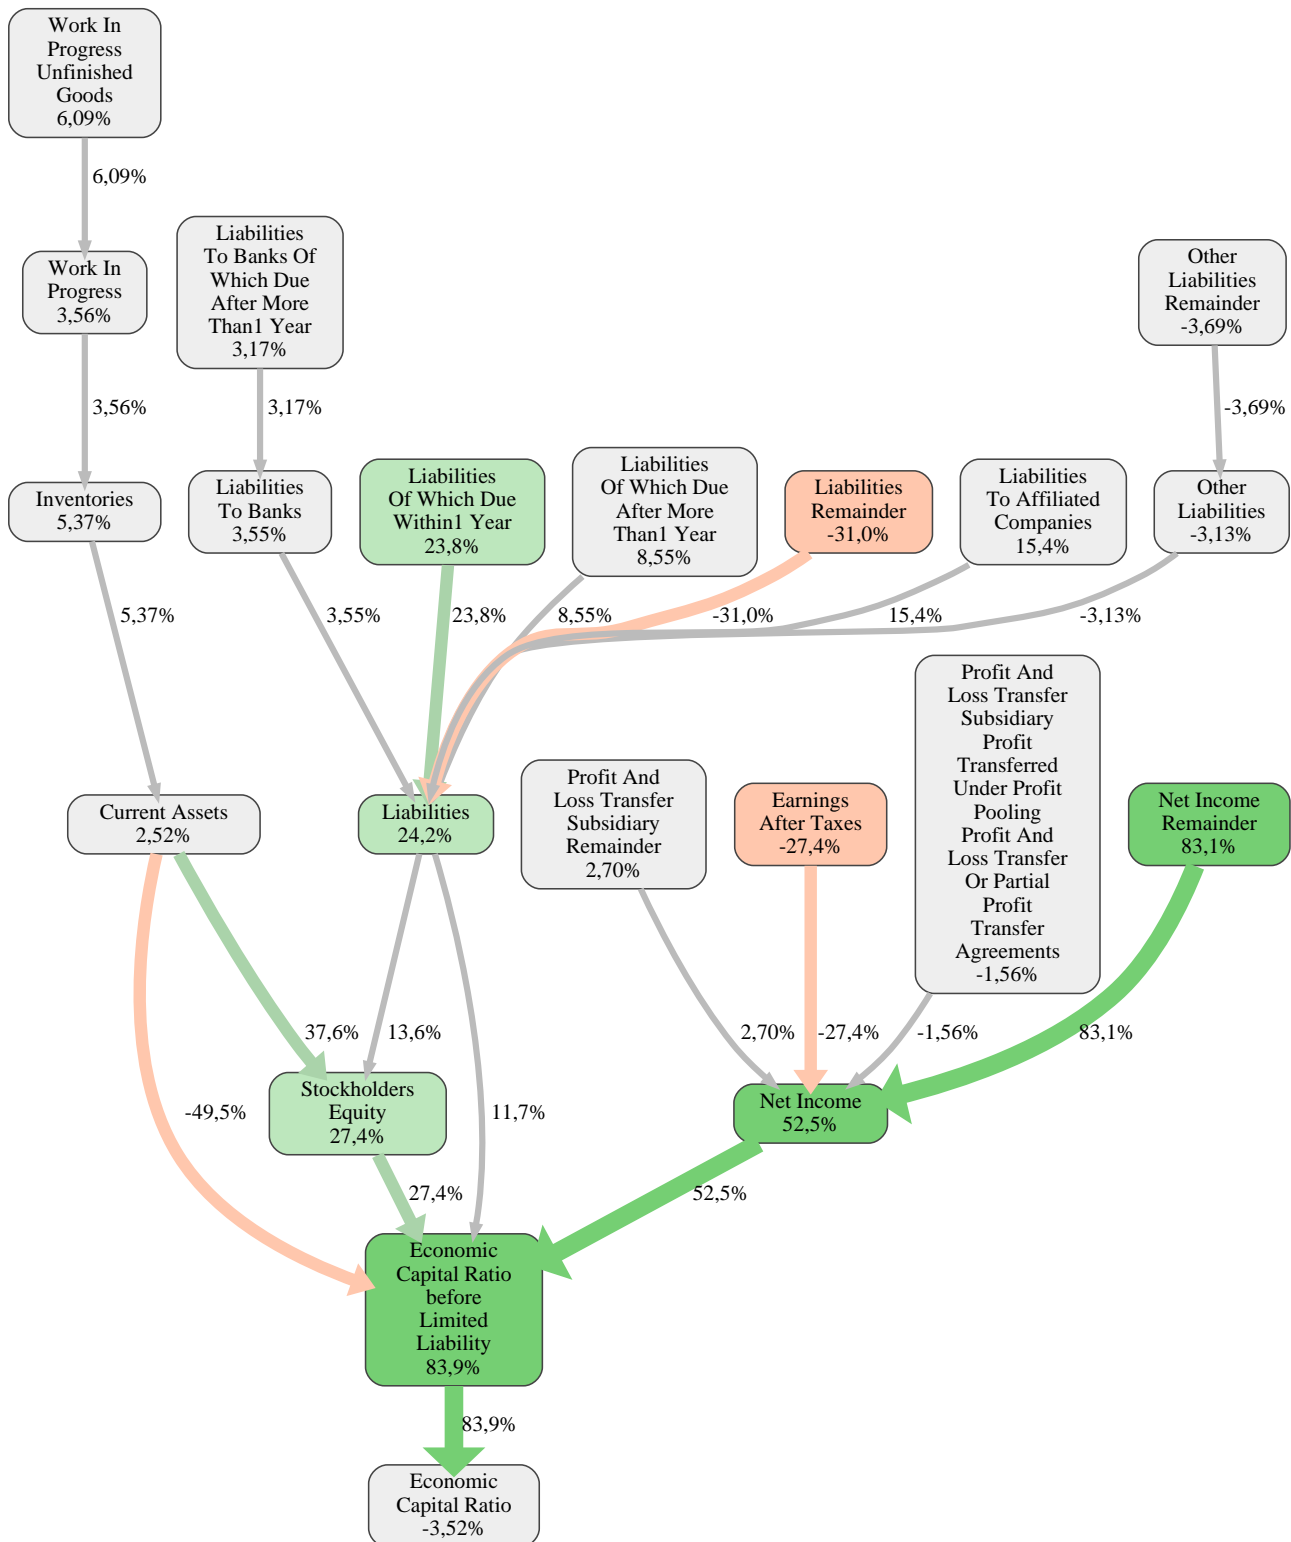 Work In
Progress
Unfinished
Goods
6,09%
6,09%
Work In
Progress
3,56%
Liabilities
To Banks Of
Which Due
After More
Than1 Year
3,17%
Other
Liabilities
Remainder
-3,69%
3,56%
3,17%
-3,69%
Inventories
5,37%
Liabilities
To Banks
3,55%
Liabilities
Of Which Due
Within1 Year
23,8%
Liabilities
Of Which Due
After More
Than1 Year
8,55%
Liabilities
Remainder
-31,0%
Liabilities
To Affiliated
Companies
15,4%
Other
Liabilities
-3,13%
5,37%
3,55%
23,8%
8,55%
-31,0%
15,4%
-3,13%
Current Assets
2,52%
Liabilities
24,2%
Profit And
Loss Transfer
Subsidiary
Remainder
2,70%
Earnings
After Taxes
-27,4%
Profit And
Loss Transfer
Subsidiary
Profit
Transferred
Under Profit
Pooling
Profit And
Loss Transfer
Or Partial
Profit
Transfer
Agreements
-1,56%
Net Income
Remainder
83,1%
37,6%
13,6%
2,70%
-27,4%
-1,56%
83,1%
-49,5%
Stockholders
Equity
27,4%
11,7%
Net Income
52,5%
27,4%
52,5%
Economic
Capital Ratio
before
Limited
Liability
83,9%
83,9%
Economic
Capital Ratio
-3,52%